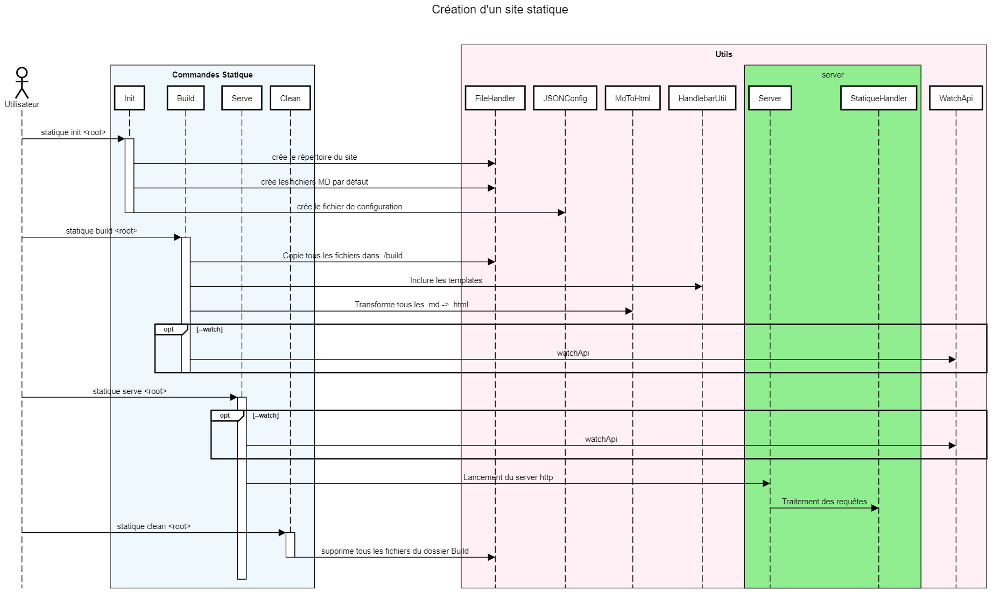 Création d'un site statique
Utils
Commandes Statique
server
Utilisateur
Init
Build
Serve
Clean
FileHandler
JSONConfig
MdToHtml
HandlebarUtil
Server
StatiqueHandler
WatchApi
statique init <root>
crée le répertoire du site
crée les fichiers MD par défaut
crée le fichier de configuration
statique build <root>
Copie tous les fichiers dans ./build
Inclure les templates
Transforme tous les .md -> .html
opt [--watch]
watchApi
statique serve <root>
opt [--watch]
watchApi
Lancement du server http
Traitement des requêtes
statique clean <root>
supprime tous les fichiers du dossier Build